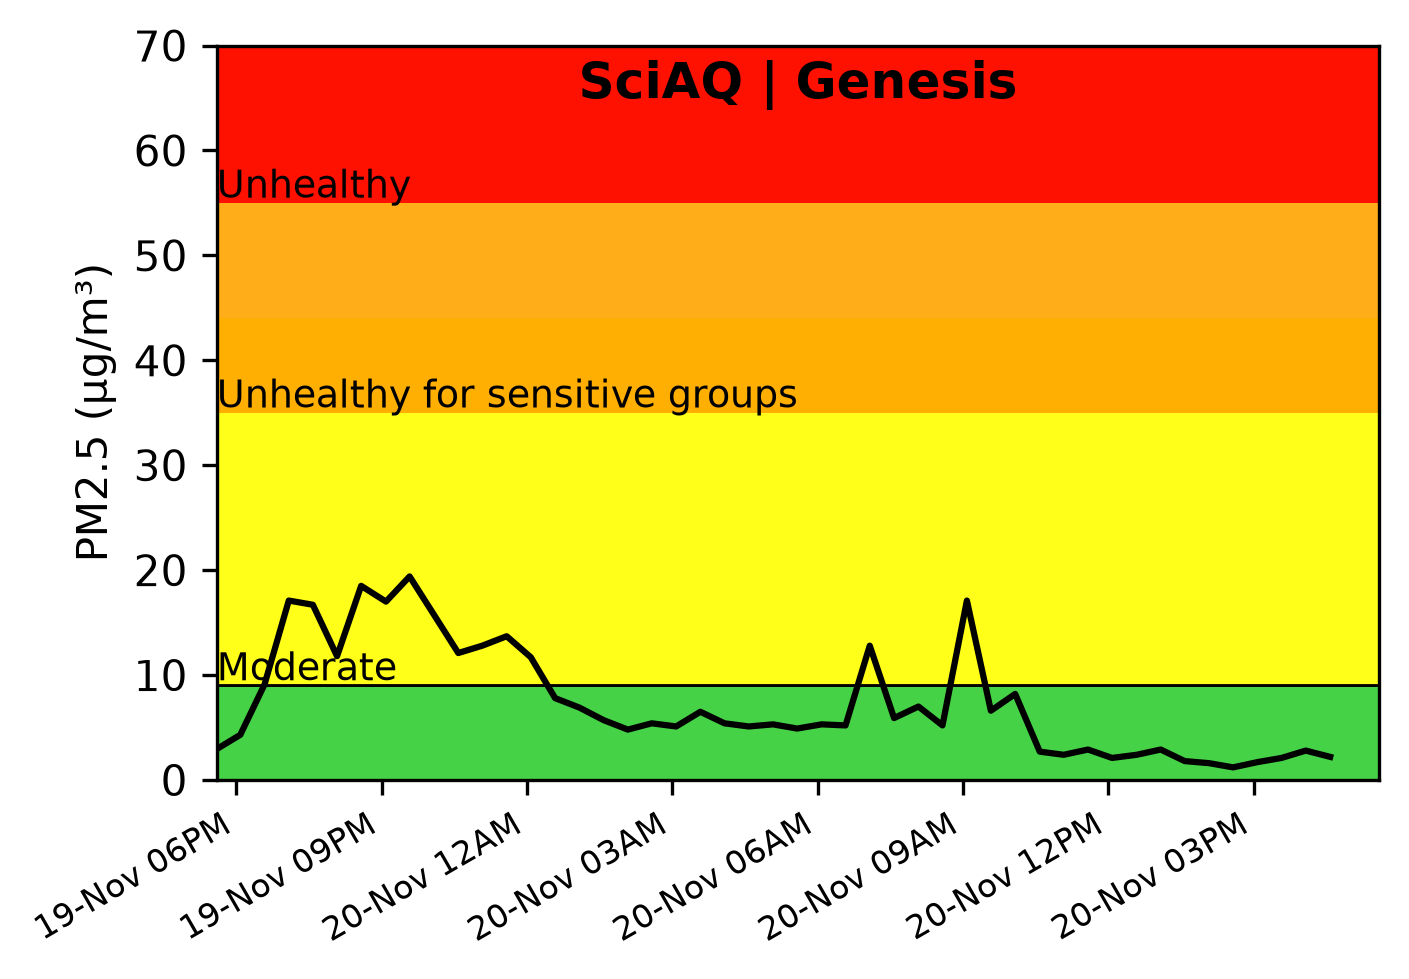 SciAQ | Genesis
70
60
50
40
30
20
10
0
PM2.5 (µg/m³)
Unhealthy
Unhealthy for sensitive groups
Moderate
19-Nov 06PM
19-Nov 09PM
20-Nov 12AM
20-Nov 03AM
20-Nov 06AM
20-Nov 09AM
20-Nov 12PM
20-Nov 03PM